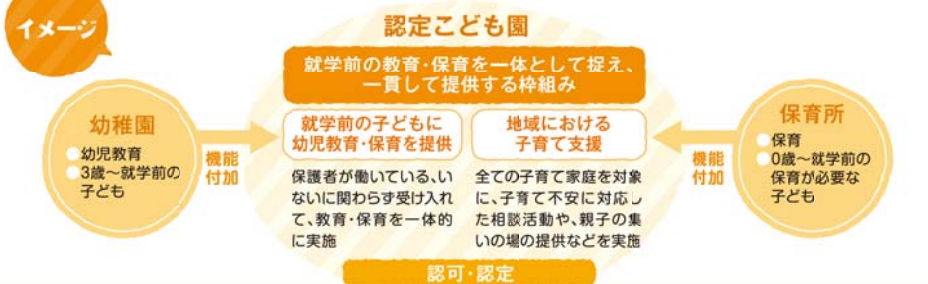 イメージ
認定こども園
就学前の教育・保育を一体として捉え、
一貫して提供する枠組み
幼稚園
幼児教育
3歳～就学前の
子ども
機能
付加
就学前の子どもに
幼児教育・保育を提供
保護者が働いている、い
ないに関わらず受け入れ
て、教育・保育を一体的
に実施
地域における
子育て支援
全ての子育て家庭を対象
に、子育て不安に対応し
た相談活動や、親子の集
いの場の提供などを実施
機能
付加
保育所
保育
0歳～就学前の
保育が必要な
子ども
認可・認定